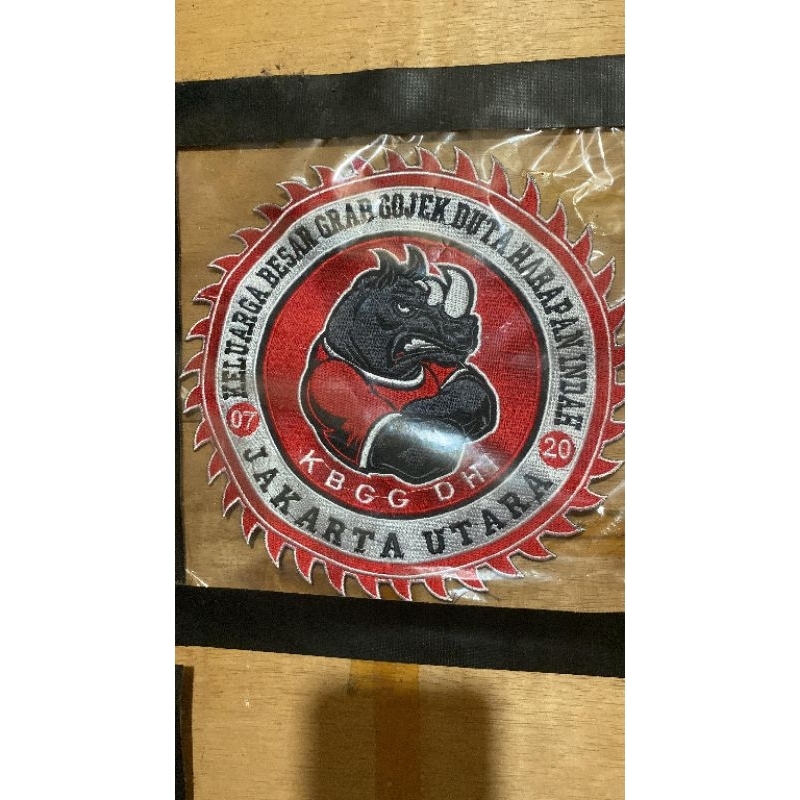 KELUARGA BESAR GRAB GOJEK DUTA HARAPAN INDAH
07
20
KBGG DHI
JAKARTA UTARA